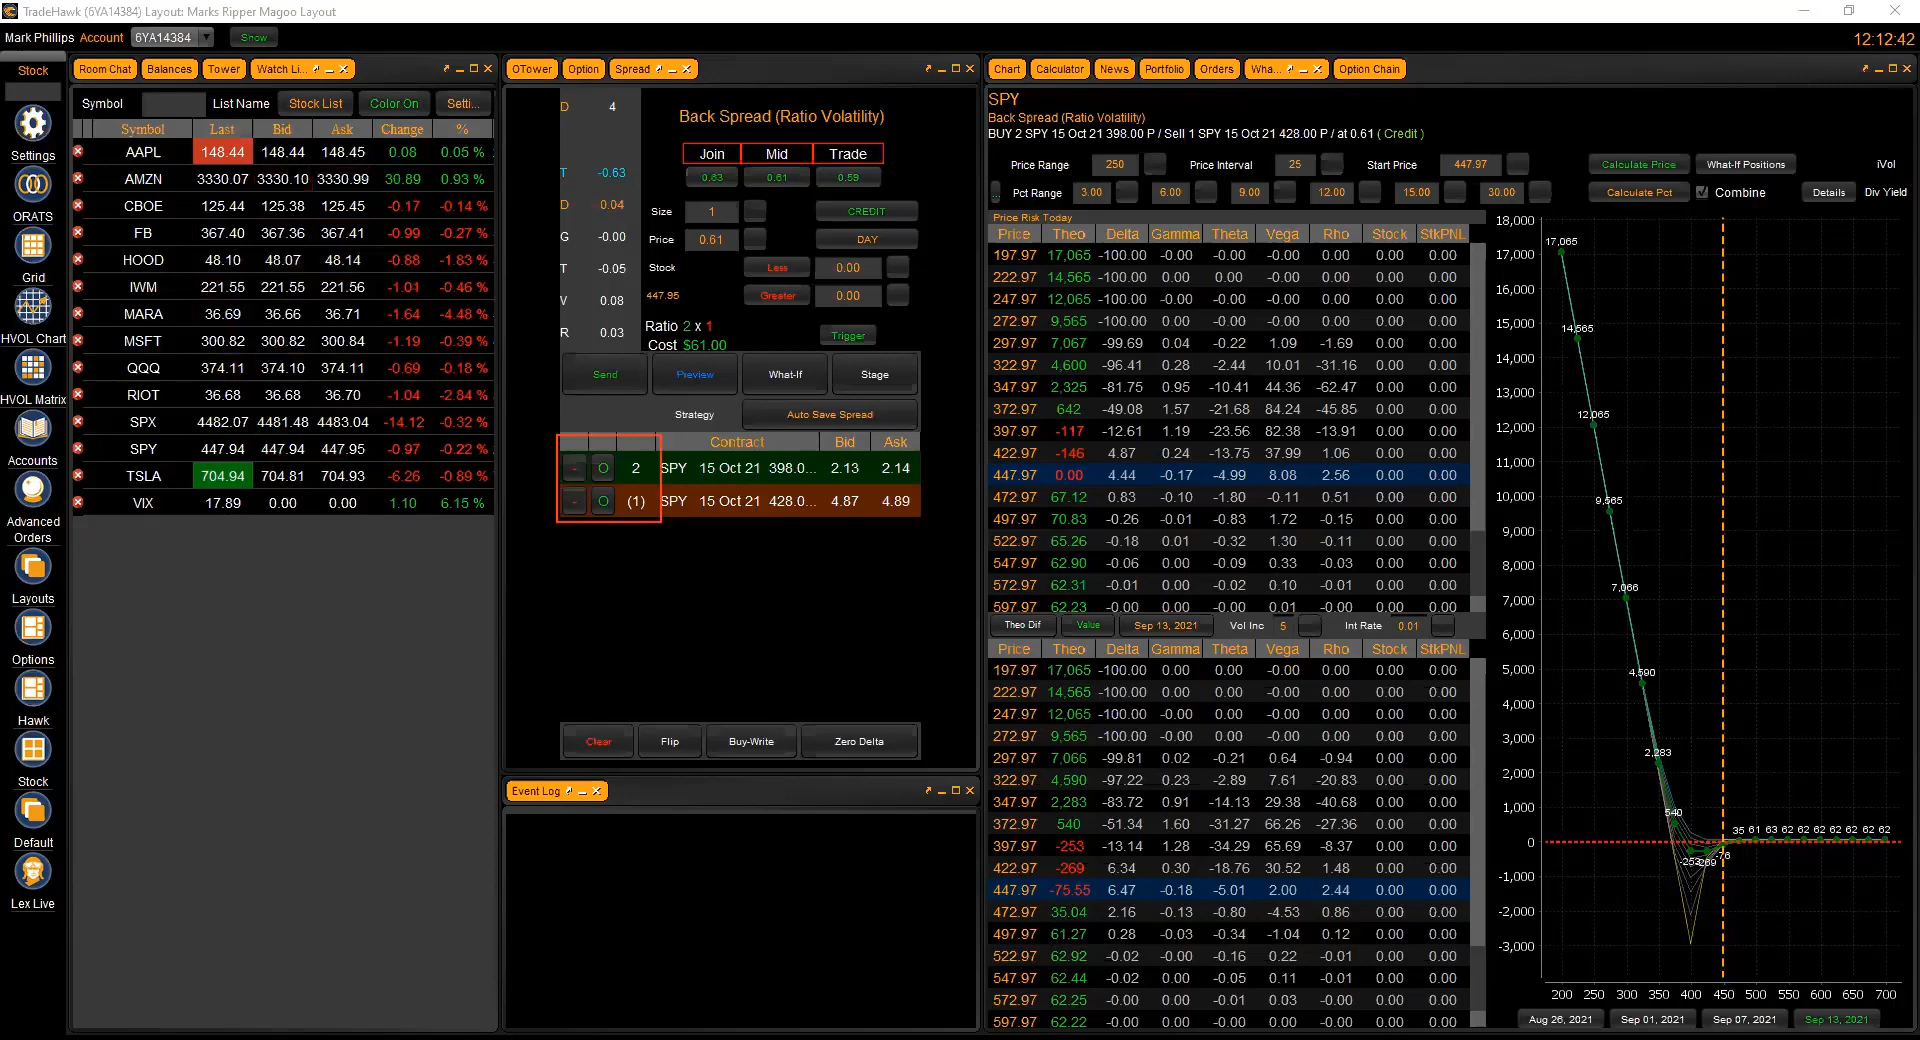 TradeHawk (6YA14384) Layout: Marks Ripper Magoo Layout
Mark Phillips Account 6YA14384 Show
12:12:42
Stock
Settings
ORATS
Grid
HVOL Chart
HVOL Matrix
Accounts
Advanced
Orders
Layouts
Options
Hawk
Stock
Default
Lex Live
Room Chat Balances Tower Watch Li...
Symbol List Name Stock List Color On Setti...
Symbol Last Bid Ask Change %
AAPL 148.44 148.44 148.45 0.08 0.05 %
AMZN 3330.07 3330.10 3330.99 30.89 0.93 %
CBOE 125.44 125.38 125.45 -0.17 -0.14 %
FB 367.40 367.36 367.41 -0.99 -0.27 %
HOOD 48.10 48.07 48.14 -0.88 -1.83 %
IWM 221.55 221.55 221.56 -1.01 -0.46 %
MARA 36.69 36.66 36.71 -1.64 -4.48 %
MSFT 300.82 300.82 300.84 -1.19 -0.39 %
QQQ 374.11 374.10 374.11 -0.69 -0.18 %
RIOT 36.68 36.68 36.70 -1.04 -2.84 %
SPX 4482.07 4481.48 4483.04 -14.12 -0.32 %
SPY 447.94 447.94 447.95 -0.97 -0.22 %
TSLA 704.94 704.81 704.93 -6.26 -0.89 %
VIX 17.89 0.00 0.00 1.10 6.15 %
OTower Option Spread
D 4
T -0.63
D -0.04
G -0.00
T -0.05
V 0.08
R 0.03
Back Spread (Ratio Volatility)
Join Mid Trade
0.63 0.61 0.59
Size 1 CREDIT
Price 0.61 DAY
Stock Less 0.00
447.95 Greater 0.00
Ratio 2 x 1
Cost $61.00 Trigger
Send Preview What-If Stage
Strategy Auto Save Spread
Contract Bid Ask
- O 2 SPY 15 Oct 21 398.0... 2.13 2.14
- O (1) SPY 15 Oct 21 428.0... 4.87 4.89
Clear Flip Buy-Write Zero Delta
Event Log
Chart Calculator News Portfolio Orders Wha... Option Chain
SPY
Back Spread (Ratio Volatility)
BUY 2 SPY 15 Oct 21 398.00 P / Sell 1 SPY 15 Oct 21 428.00 P / at 0.61 ( Credit )
Price Range 250 Price Interval 25 Start Price 447.97 Calculate Price What-If Positions iVol
Pct Range 3.00 6.00 9.00 12.00 15.00 30.00 Calculate Pct Combine Details Div Yield
Price Risk Today
Price Theo Delta Gamma Theta Vega Rho Stock StkPNL
197.97 17,065 -100.00 -0.00 -0.00 -0.00 0.00 0.00 0.00
222.97 14,565 -100.00 0.00 0.00 -0.00 0.00 0.00 0.00
247.97 12,065 -100.00 -0.00 -0.00 -0.00 0.00 0.00 0.00
272.97 9,565 -100.00 0.00 -0.00 -0.00 0.00 0.00 0.00
297.97 7,067 -99.69 0.04 -0.22 1.09 -1.69 0.00 0.00
322.97 4,600 -96.41 0.28 -2.44 10.01 -31.16 0.00 0.00
347.97 2,325 -81.75 0.95 -10.41 44.36 -62.47 0.00 0.00
372.97 642 -49.08 1.57 -21.68 84.24 -45.85 0.00 0.00
397.97 -117 -12.61 1.19 -23.56 82.38 -13.91 0.00 0.00
422.97 -146 4.87 0.24 -13.75 37.99 1.06 0.00 0.00
447.97 0.00 4.44 -0.17 -4.99 8.08 2.56 0.00 0.00
472.97 67.12 0.83 -0.10 -1.80 -0.11 0.51 0.00 0.00
497.97 70.83 -0.26 -0.01 -0.83 1.72 -0.15 0.00 0.00
522.97 65.26 -0.18 0.01 -0.32 1.30 -0.11 0.00 0.00
547.97 62.90 -0.06 0.00 -0.09 0.33 -0.03 0.00 0.00
572.97 62.31 -0.01 0.00 -0.02 0.10 -0.01 0.00 0.00
597.97 62.23 -0.00 0.00 -0.00 0.01 -0.00 0.00 0.00
Theo Dif Value Sep 13, 2021 Vol Inc 5 Int Rate 0.01
Price Theo Delta Gamma Theta Vega Rho Stock StkPNL
197.97 17,065 -100.00 0.00 0.00 -0.00 0.00 0.00 0.00
222.97 14,565 -100.00 0.00 0.00 -0.00 0.00 0.00 0.00
247.97 12,065 -100.00 -0.00 -0.00 -0.00 0.00 0.00 0.00
272.97 9,565 -100.00 -0.00 -0.00 -0.00 0.00 0.00 0.00
297.97 7,066 -99.81 0.02 -0.21 0.64 -0.94 0.00 0.00
322.97 4,590 -97.22 0.23 -2.89 7.61 -20.83 0.00 0.00
347.97 2,283 -83.72 0.91 -14.13 29.38 -40.68 0.00 0.00
372.97 540 -51.34 1.60 -31.27 66.26 -27.36 0.00 0.00
397.97 -253 -13.14 1.28 -34.29 65.69 -8.37 0.00 0.00
422.97 -269 6.34 0.30 -18.76 30.52 1.48 0.00 0.00
447.97 -75.55 6.47 -0.18 -5.01 2.00 2.44 0.00 0.00
472.97 35.04 2.16 -0.13 -0.80 -4.53 0.86 0.00 0.00
497.97 61.27 0.28 -0.03 -0.34 -1.04 0.12 0.00 0.00
522.97 62.92 -0.02 -0.00 -0.16 0.22 -0.01 0.00 0.00
547.97 62.44 -0.02 0.00 -0.05 0.11 -0.01 0.00 0.00
572.97 62.25 -0.00 0.00 -0.01 0.03 -0.00 0.00 0.00
597.97 62.22 -0.00 0.00 -0.00 0.00 -0.00 0.00 0.00
18,000
17,000
16,000
15,000
14,000
13,000
12,000
11,000
10,000
9,000
8,000
7,000
6,000
5,000
4,000
3,000
2,000
1,000
0
-1,000
-2,000
-3,000
17,065
14,565
12,065
9,565
7,066
4,590
2,283
540
-253 -269 -76
35 61 63 62 62 62 62 62 62 62
200 250 300 350 400 450 500 550 600 650 700
Aug 26, 2021 Sep 01, 2021 Sep 07, 2021 Sep 13, 2021